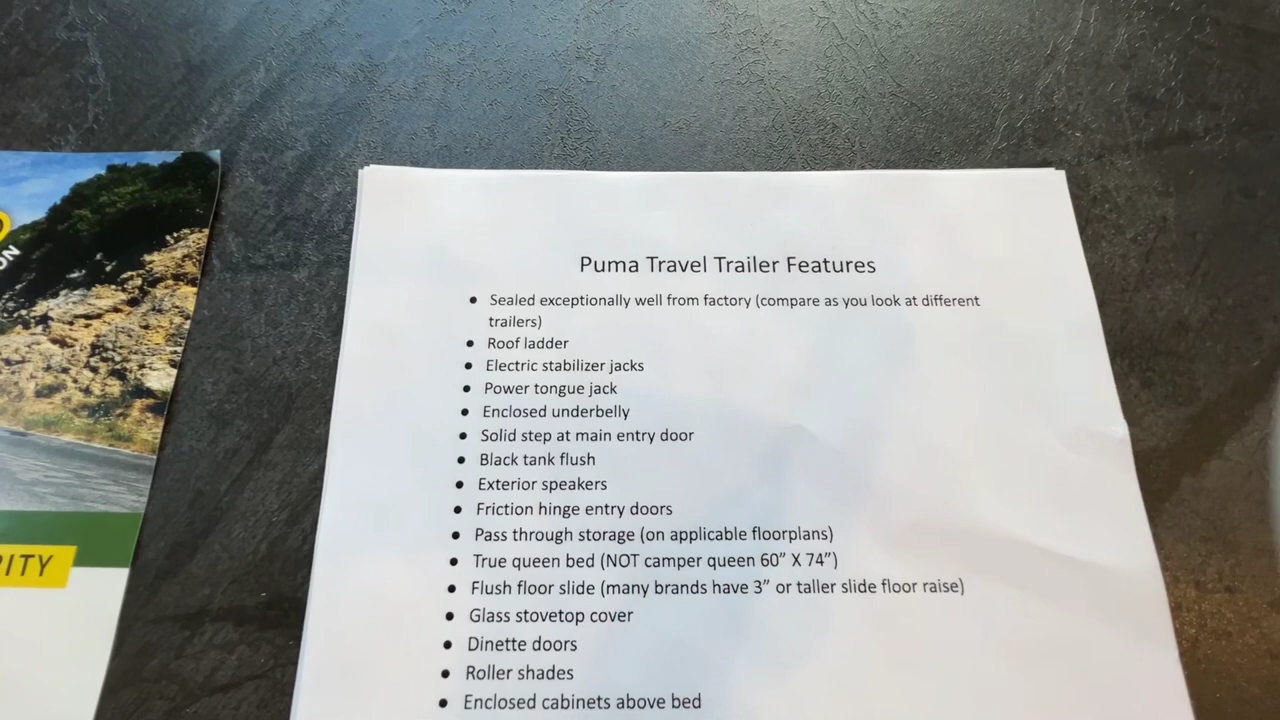 ON
RITY
Puma Travel Trailer Features
• Sealed exceptionally well from factory (compare as you look at different
trailers)
• Roof ladder
• Electric stabilizer jacks
• Power tongue jack
• Enclosed underbelly
• Solid step at main entry door
• Black tank flush
• Exterior speakers
• Friction hinge entry doors
• Pass through storage (on applicable floorplans)
• True queen bed (NOT camper queen 60” X 74”)
• Flush floor slide (many brands have 3” or taller slide floor raise)
• Glass stovetop cover
• Dinette doors
• Roller shades
• Enclosed cabinets above bed